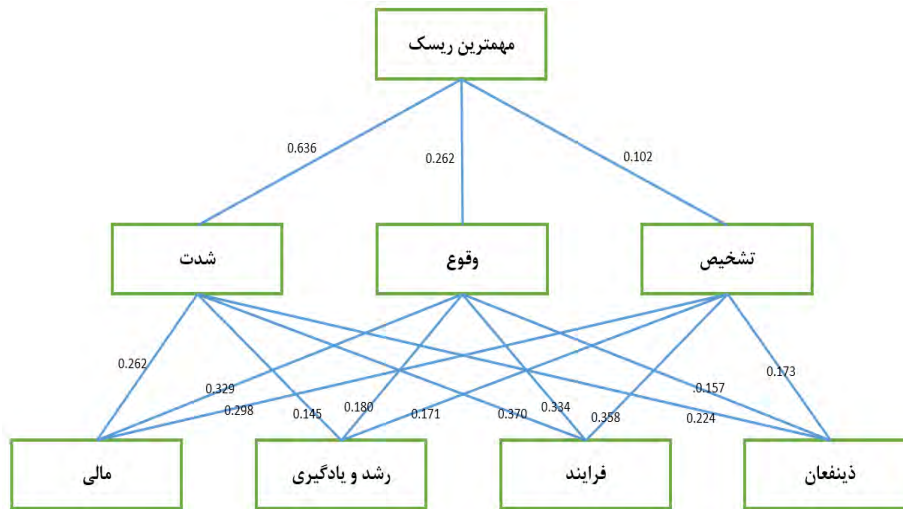 مهمترین ریسک
0.636
0.262
0.102
شدت
وقوع
تشخیص
0.262
0.329
0.298
0.145
0.180
0.171
0.370
0.334
0.358
0.157
0.224
0.173
مالی
رشد و یادگیری
فرایند
ذینفعان